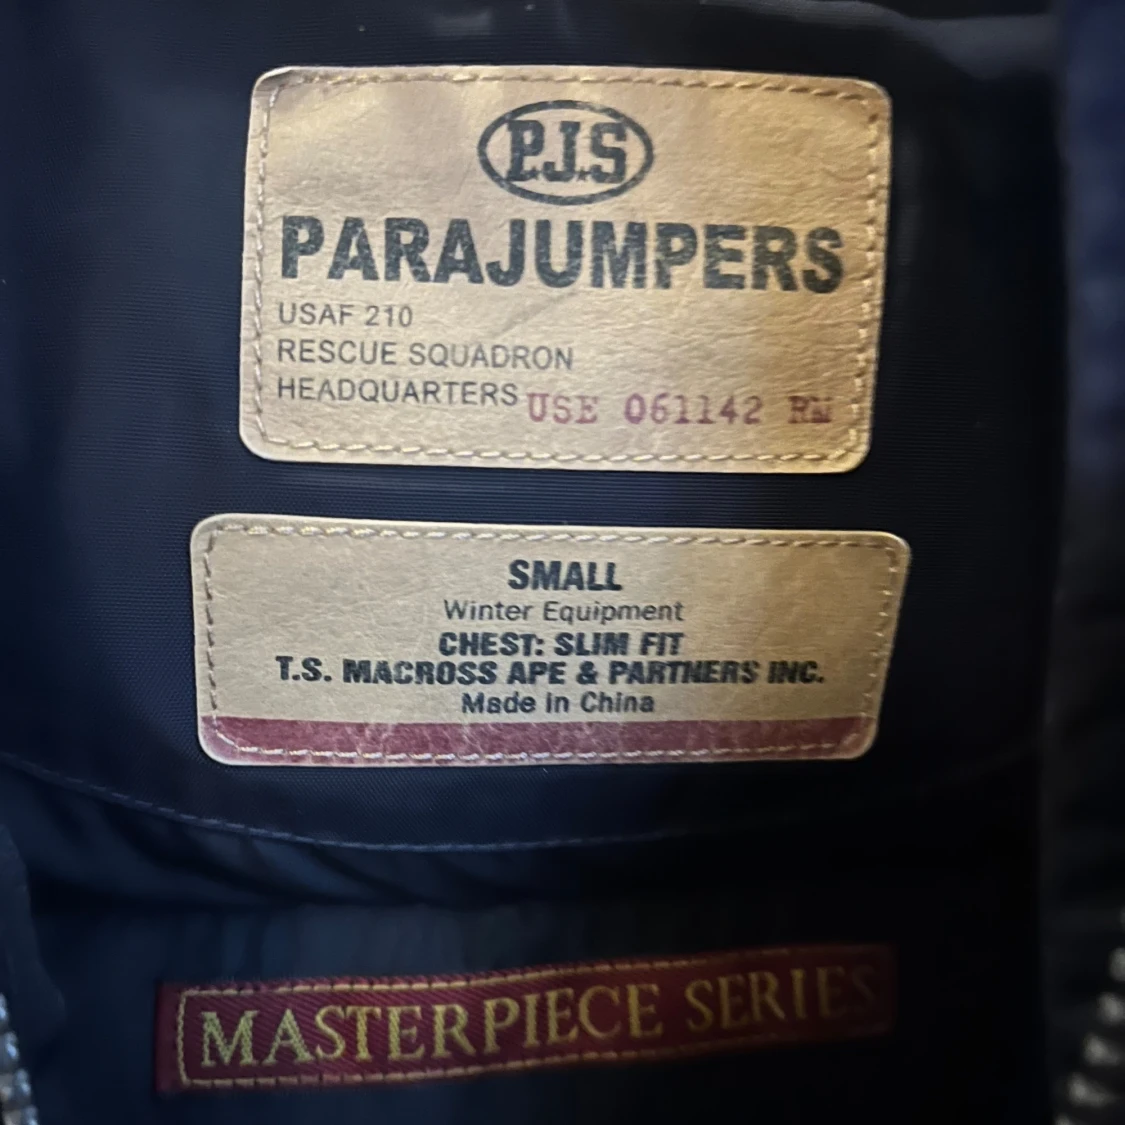 P.J.S
PARAJUMPERS
USAF 210
RESCUE SQUADRON
HEADQUARTERS USE 061142 RM
SMALL
Winter Equipment
CHEST: SLIM FIT
T.S. MACROSS APE & PARTNERS INC.
Made in China
MASTERPIECE SERIES